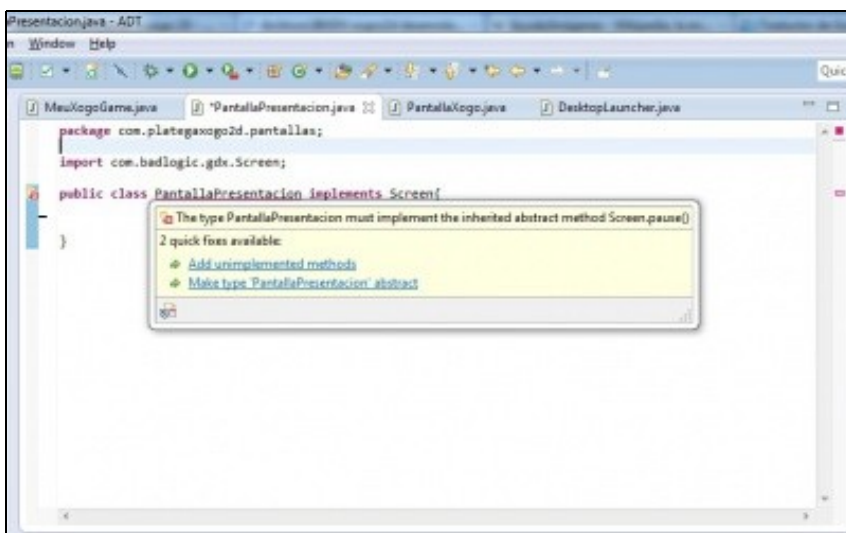 PresentacionJava - ADT
n Window Help
Quic
MeuXogoGame.java *PantallaPresentacion.java PantallaXogo.java DesktopLauncher.java
package com.plategaxogo2d.pantallas;
import com.badlogic.gdx.Screen;
public class PantallaPresentacion implements Screen{
The type PantallaPresentacion must implement the inherited abstract method Screen.pause()
2 quick fixes available:
Add unimplemented methods
Make type 'PantallaPresentacion' abstract
}